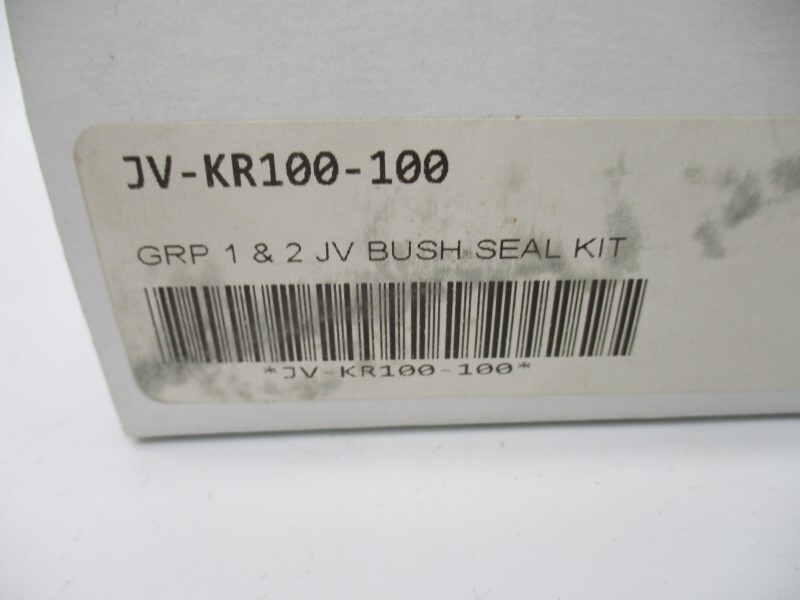 JV-KR100-100
GRP 1 & 2 JV BUSH SEAL KIT
*JV-KR100-100*